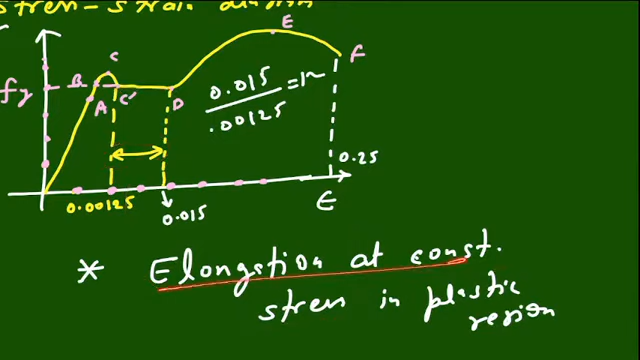 stress-strain diagram
C
E
B
F
fy
A
C'
D
0.015
.00125
=12
0.25
0.00125
0.015
ϵ
* Elongation at const.
stress in plastic
region